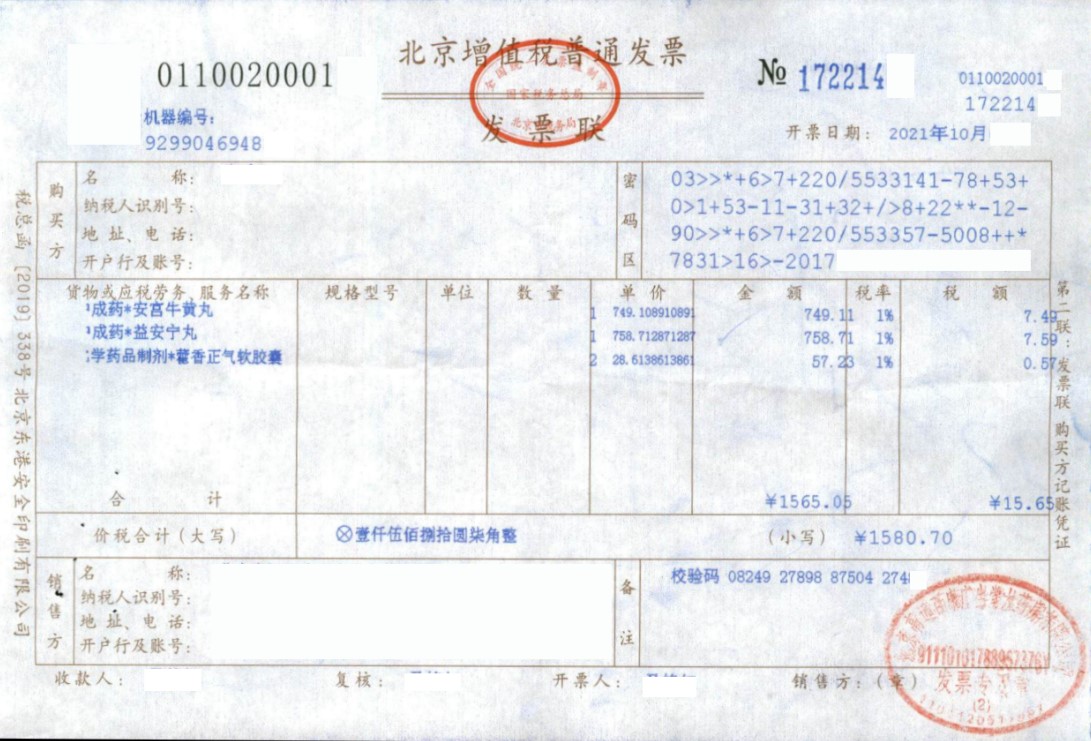 北京增值税普通发票
0110020001
№ 172214
0110020001
172214
国家税务总局
发票联
机器编号:
9299046948
开票日期: 2021年10月
购买方
名 称:
纳税人识别号:
地 址、电 话:
开户行及账号:
密码区
03>>*+6>7+220/5533141-78+53+
0>1+53-11-31+32+/>8+22**-12-
90>>*+6>7+220/553357-5008++*
7831>16>-2017
货物或应税劳务、服务名称 规格型号 单位 数 量 单 价 金 额 税率 税 额
成药*安宫牛黄丸 1 749.108910891 749.11 1% 7.49
成药*益安宁丸 1 758.712871287 758.71 1% 7.59
学药品制剂*藿香正气软胶囊 2 28.6138613861 57.23 1% 0.57
合 计 ¥1565.05 ¥15.65
价税合计(大写) ⊗壹仟伍佰捌拾圆柒角整 (小写) ¥1580.70
销售方
名 称:
纳税人识别号:
地 址、电 话:
开户行及账号:
备注
校验码 08249 27898 87504 274
收款人: 复核: 开票人: 销售方:(章)
发票专用章
(2)
税总函〔2019〕338号北京东港安全印刷有限公司
第二联:发票联 购买方记账凭证